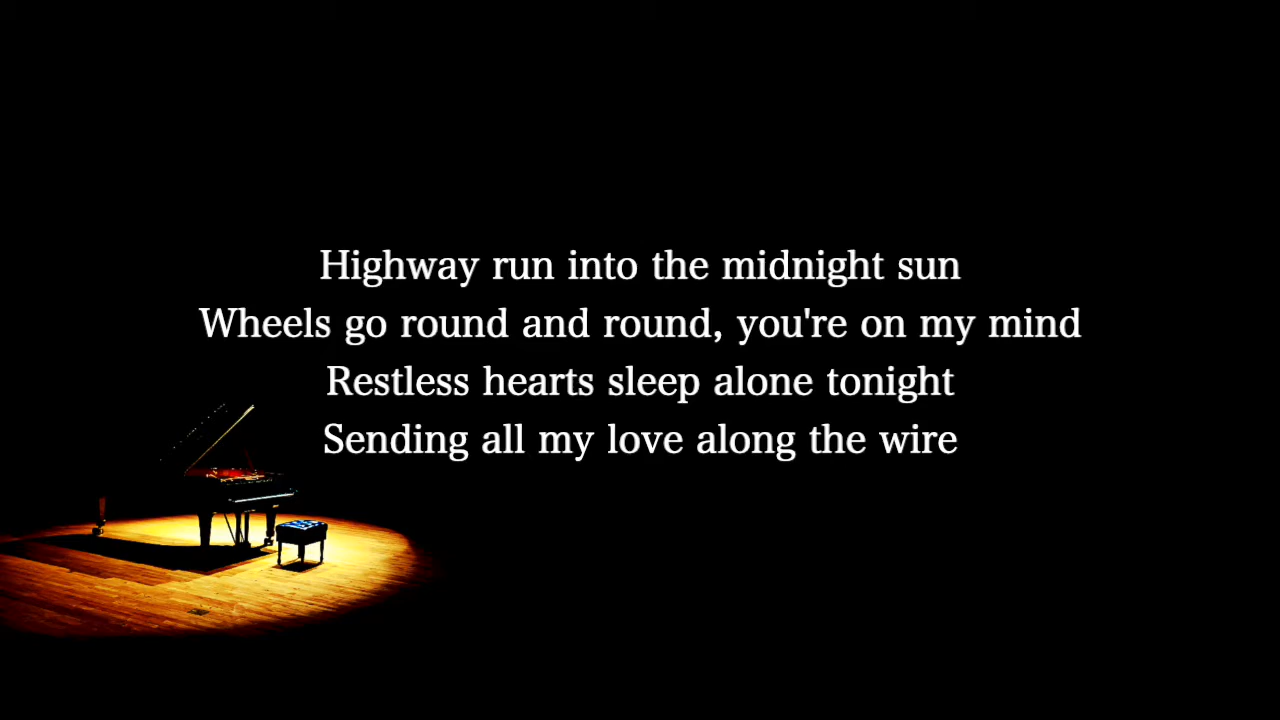 Highway run into the midnight sun
Wheels go round and round, you're on my mind
Restless hearts sleep alone tonight
Sending all my love along the wire